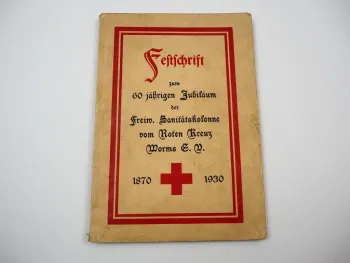 Festschrift
zum
60 jährigen Jubiläum
der
Freiw. Sanitätskolonne
vom Roten Kreuz
Worms E. V.
1870 1930